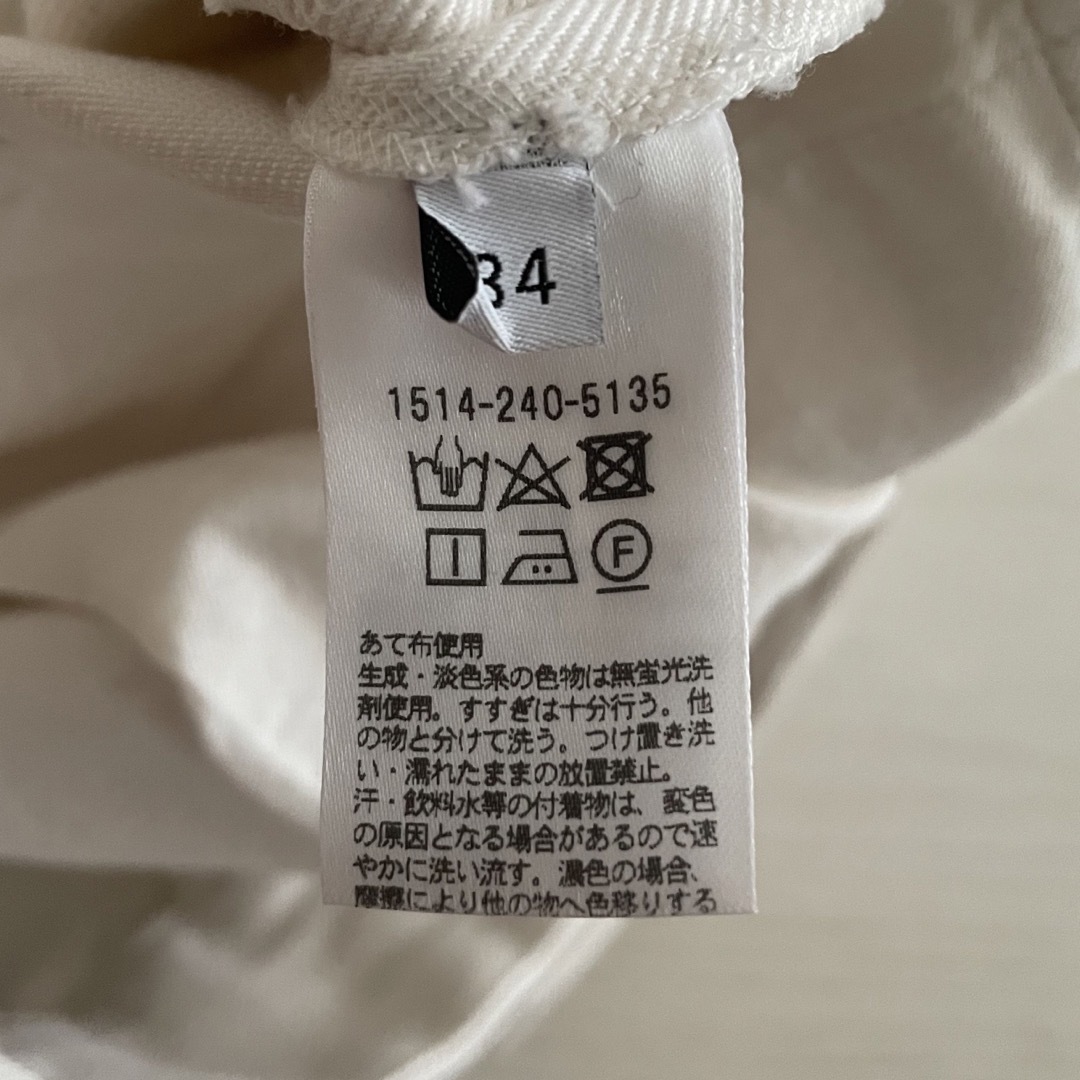 34
1514-240-5135
F
あて布使用
生成・淡色系の色物は無蛍光洗
剤使用。すすぎは十分行う。他
の物と分けて洗う。つけ置き洗
い・濡れたままの放置禁止。
汗・飲料水等の付着物は、変色
の原因となる場合があるので速
やかに洗い流す。濃色の場合、
摩擦により他の物へ色移りする